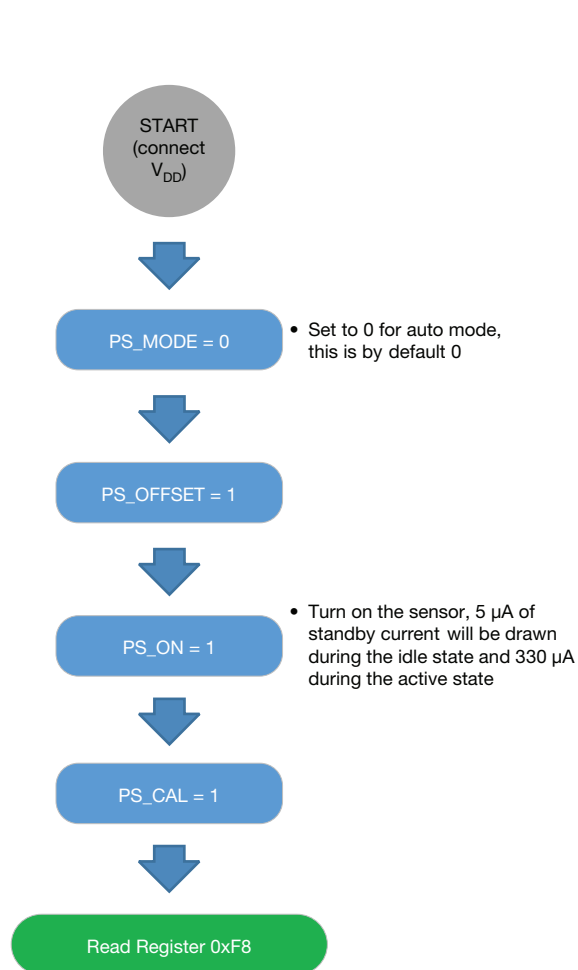 START
(connect
VDD)
PS_MODE = 0
• Set to 0 for auto mode,
this is by default 0
PS_OFFSET = 1
PS_ON = 1
• Turn on the sensor, 5 µA of
standby current will be drawn
during the idle state and 330 µA
during the active state
PS_CAL = 1
Read Register 0xF8